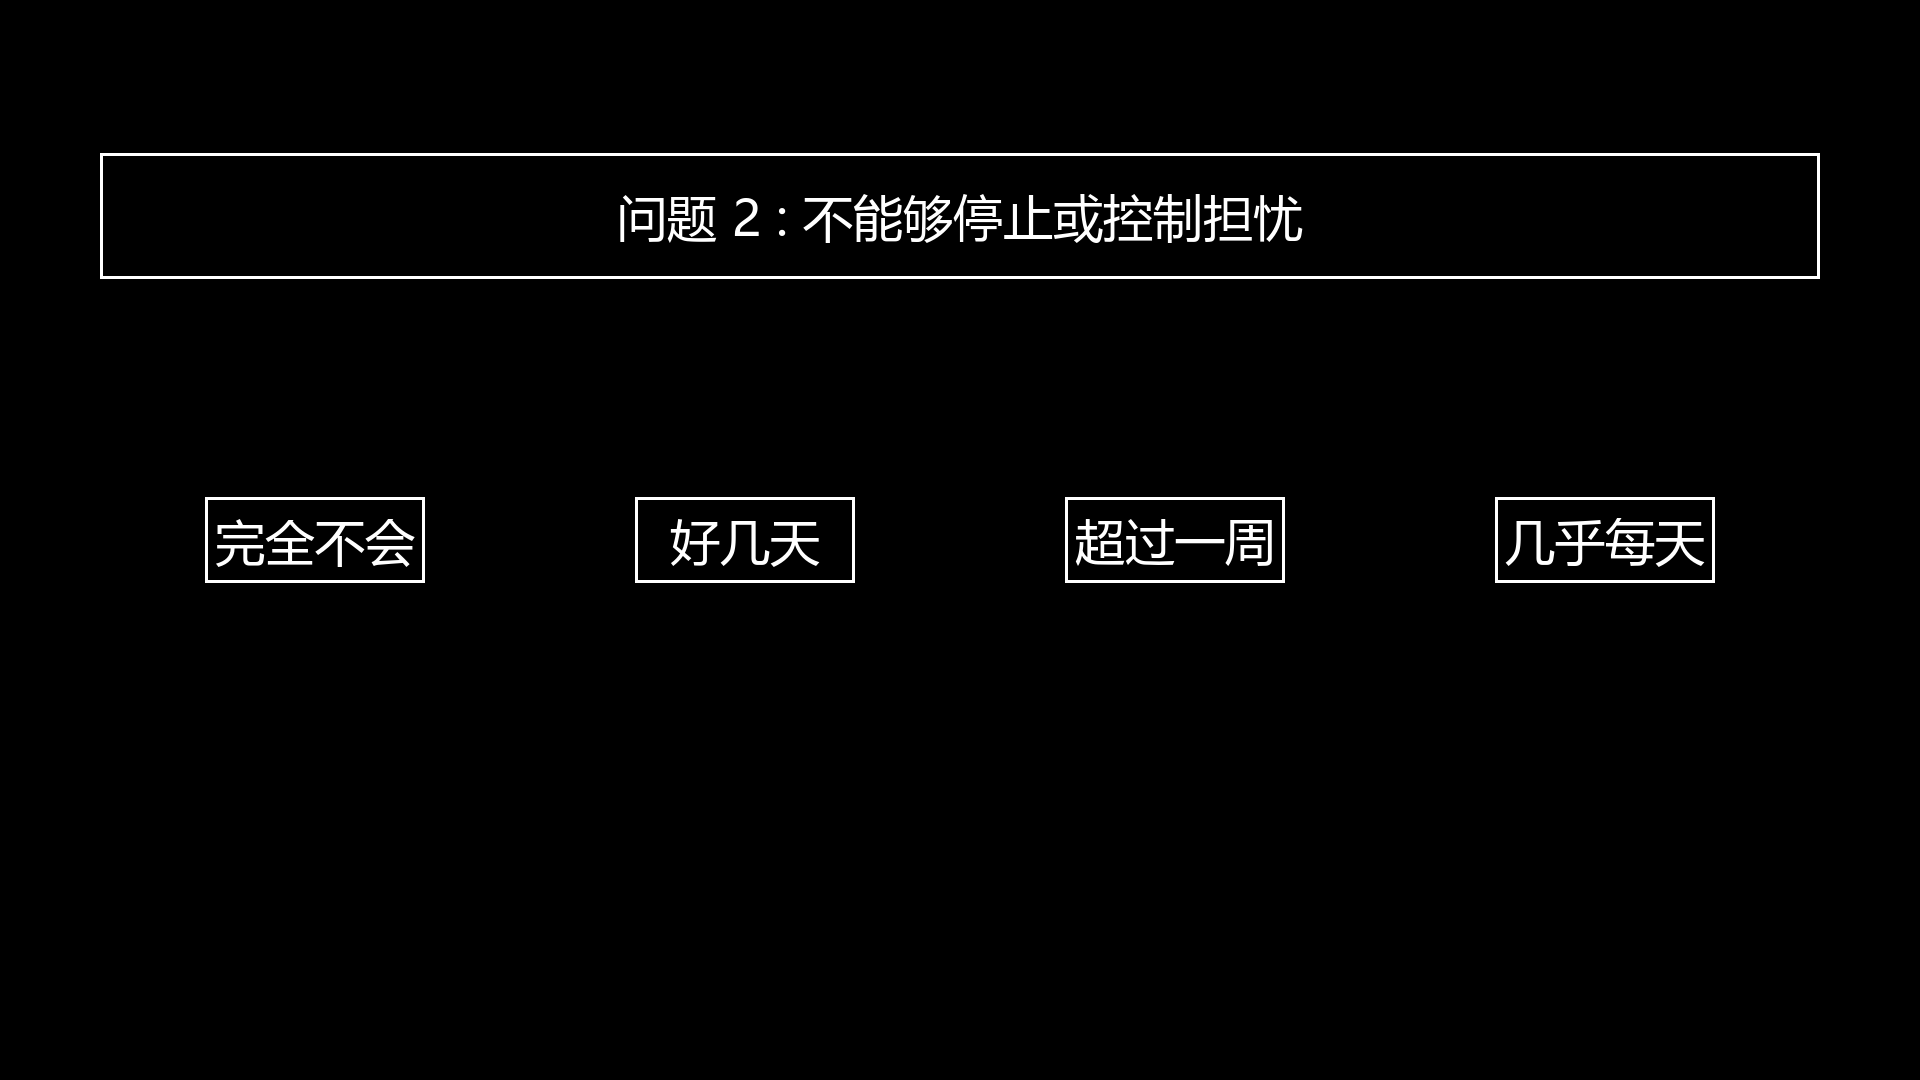 问题 2 : 不能够停止或控制担忧
完全不会
好几天
超过一周
几乎每天